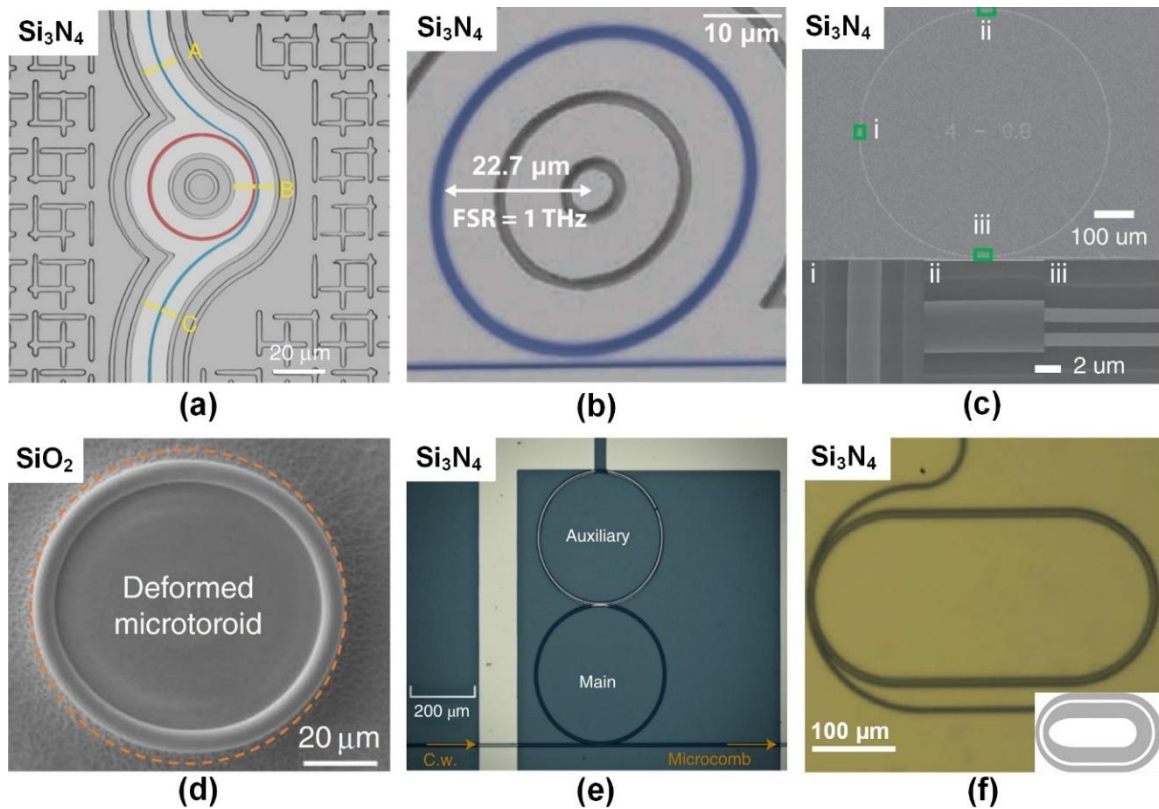 Si₃N₄
A
B
C
20 μm
(a)
Si₃N₄
10 μm
22.7 μm
FSR = 1 THz
(b)
Si₃N₄
ii
i
4 - 0.8
iii
100 um
i
ii
iii
2 um
(c)
SiO₂
Deformed
microtoroid
20 μm
(d)
Si₃N₄
Auxiliary
Main
200 μm
C.w.
Microcomb
(e)
Si₃N₄
100 μm
(f)